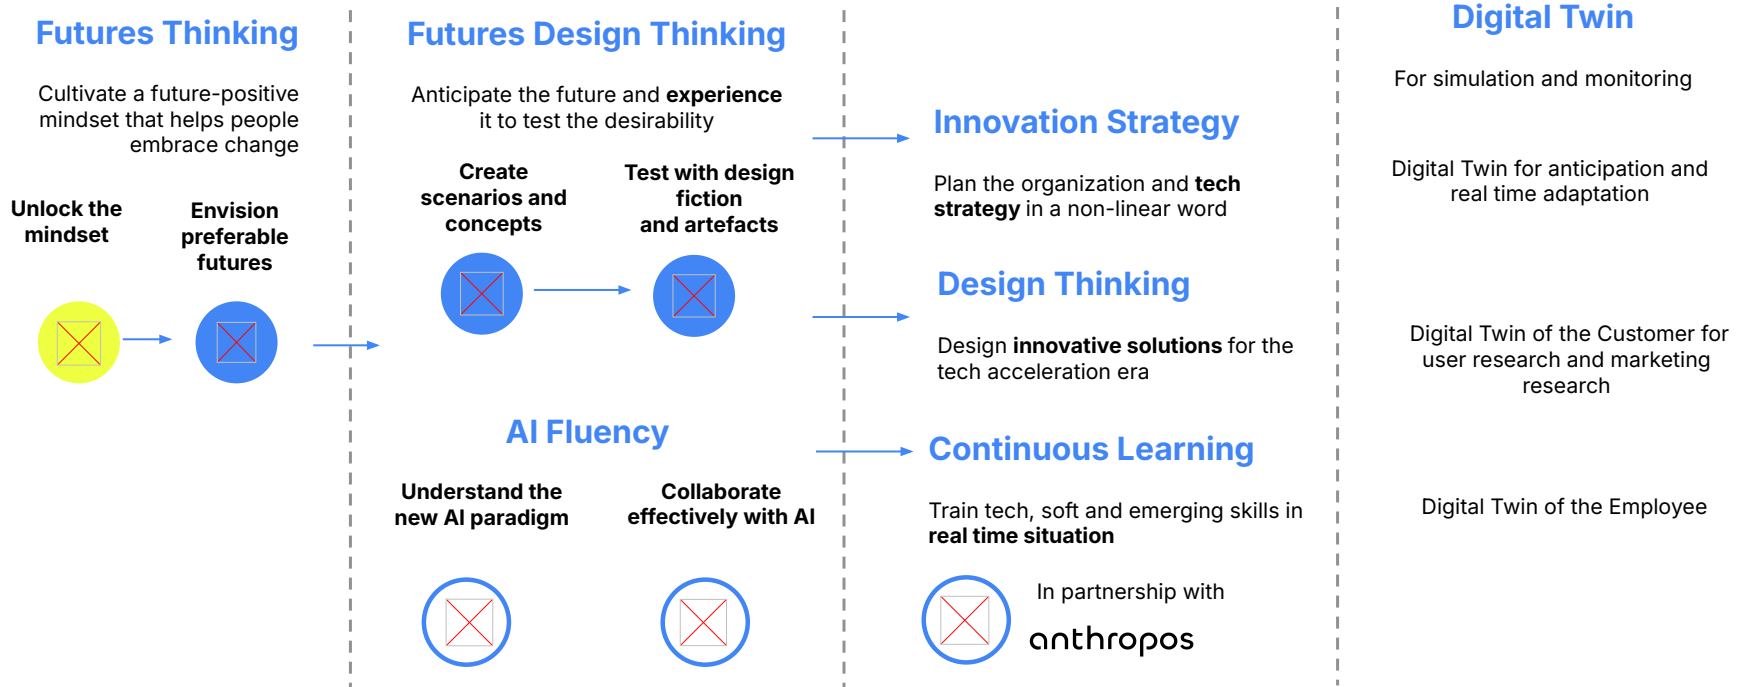 Futures Thinking
Cultivate a future-positive
mindset that helps people
embrace change
Unlock the
mindset
Envision
preferable
futures
Futures Design Thinking
Anticipate the future and experience
it to test the desirability
Create
scenarios and
concepts
Test with design
fiction
and artefacts
AI Fluency
Understand the
new AI paradigm
Collaborate
effectively with AI
Innovation Strategy
Plan the organization and tech
strategy in a non-linear word
Design Thinking
Design innovative solutions for the
tech acceleration era
Continuous Learning
Train tech, soft and emerging skills in
real time situation
In partnership with
anthropos
Digital Twin
For simulation and monitoring
Digital Twin for anticipation and
real time adaptation
Digital Twin of the Customer for
user research and marketing
research
Digital Twin of the Employee